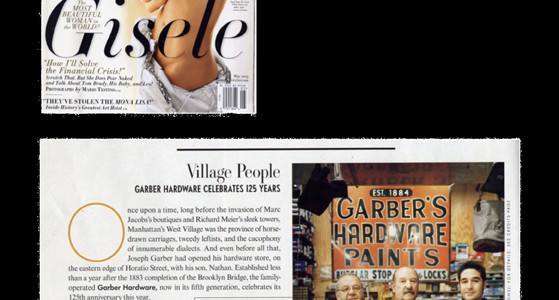 The
MOST
BEAUTIFUL
WOMAN in
the WORLD?
Gisele
"How I'll Solve
the Financial Crisis!"
Scratch That. But She Does Pose Naked
and Talk About Tom Brady, His Baby, and Lots!
PHOTOGRAPHS by MARIO TESTINO
"THEY'VE STOLEN THE MONA LISA!"
Inside History's Greatest Art Heist
Village People
GARBER HARDWARE CELEBRATES 125 YEARS
Once upon a time, long before the invasion of Marc
Jacobs's boutiques and Richard Meier's sleek towers,
Manhattan's West Village was the province of horse-
drawn carriages, tweedy leftists, and the cacophony
of innumerable dialects. And even before all that,
Joseph Garber had opened his hardware store, on
the eastern edge of Horatio Street, with his son, Nathan. Established less
than a year after the 1883 completion of the Brooklyn Bridge, the family-
operated Garber Hardware, now in its fifth generation, celebrates its
125th anniversary this year.
EST. 1884
GARBER'S
HARDWARE
PAINTS
BURGLAR STOP LOCKS
DETAILS, SEE CREDITS PAGE